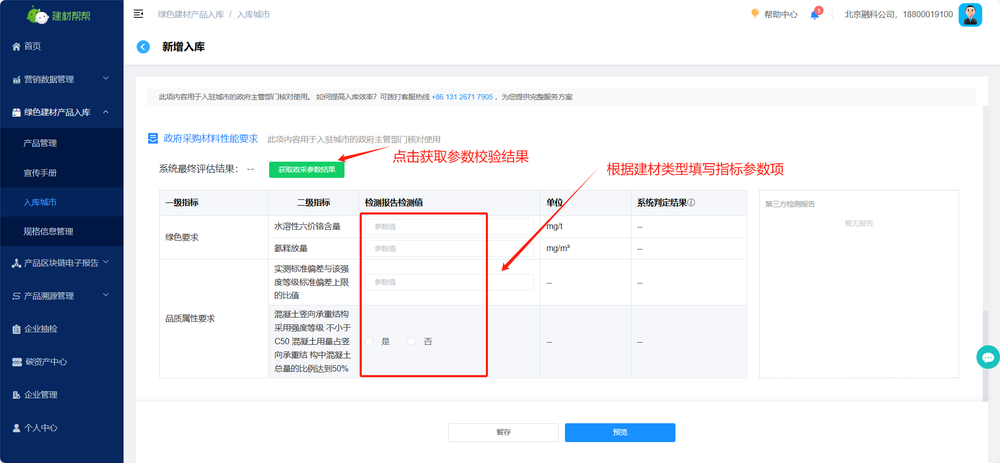 建材帮帮
首页
营销数据管理
绿色建材产品入库
产品管理
宣传手册
入库城市
规格信息管理
产品区块链电子报告
产品溯源管理
企业抽检
CO₂ 碳资产中心
企业管理
个人中心
绿色建材产品入库 / 入库城市
帮助中心
3
北京融科公司，18800019100
新增入库
此项内容用于入驻城市的政府主管部门核对使用。 如何提高入库效率？可拨打客服热线 +86 131 2671 7905 ，为您提供完整服务方案
政府采购材料性能要求 此项内容用于入驻城市的政府主管部门核对使用
点击获取参数校验结果
系统最终评估结果： -- 获取政采参数结果
根据建材类型填写指标参数项
一级指标 二级指标 检测报告检测值 单位 系统判定结果
绿色要求
水溶性六价铬含量 参数值 mg/t --
氨释放量 参数值 mg/m³ --
品质属性要求
实测标准偏差与该强
度等级标准偏差上限
的比值
参数值 -- --
混凝土竖向承重结构
采用强度等级 不小于
C50 混凝土用量占竖
向承重结 构中混凝土
总量的比例达到50%
是 否 -- --
第三方检测报告
暂无报告
暂存
预览